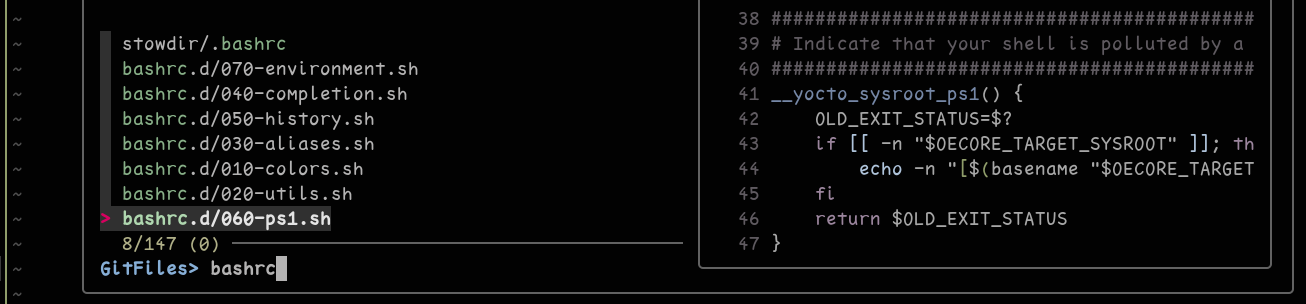 ~
~
~
~
~
~
~
~
~
~
~
~
stowdir/.bashrc
bashrc.d/070-environment.sh
bashrc.d/040-completion.sh
bashrc.d/050-history.sh
bashrc.d/030-aliases.sh
bashrc.d/010-colors.sh
bashrc.d/020-utils.sh
> bashrc.d/060-ps1.sh
8/147 (0)
GitFiles> bashrc
38 ############################################
39 # Indicate that your shell is polluted by a
40 ############################################
41 __yocto_sysroot_ps1() {
42     OLD_EXIT_STATUS=$?
43     if [[ -n "$OECORE_TARGET_SYSROOT" ]]; th
44         echo -n "[$(basename "$OECORE_TARGET
45     fi
46     return $OLD_EXIT_STATUS
47 }